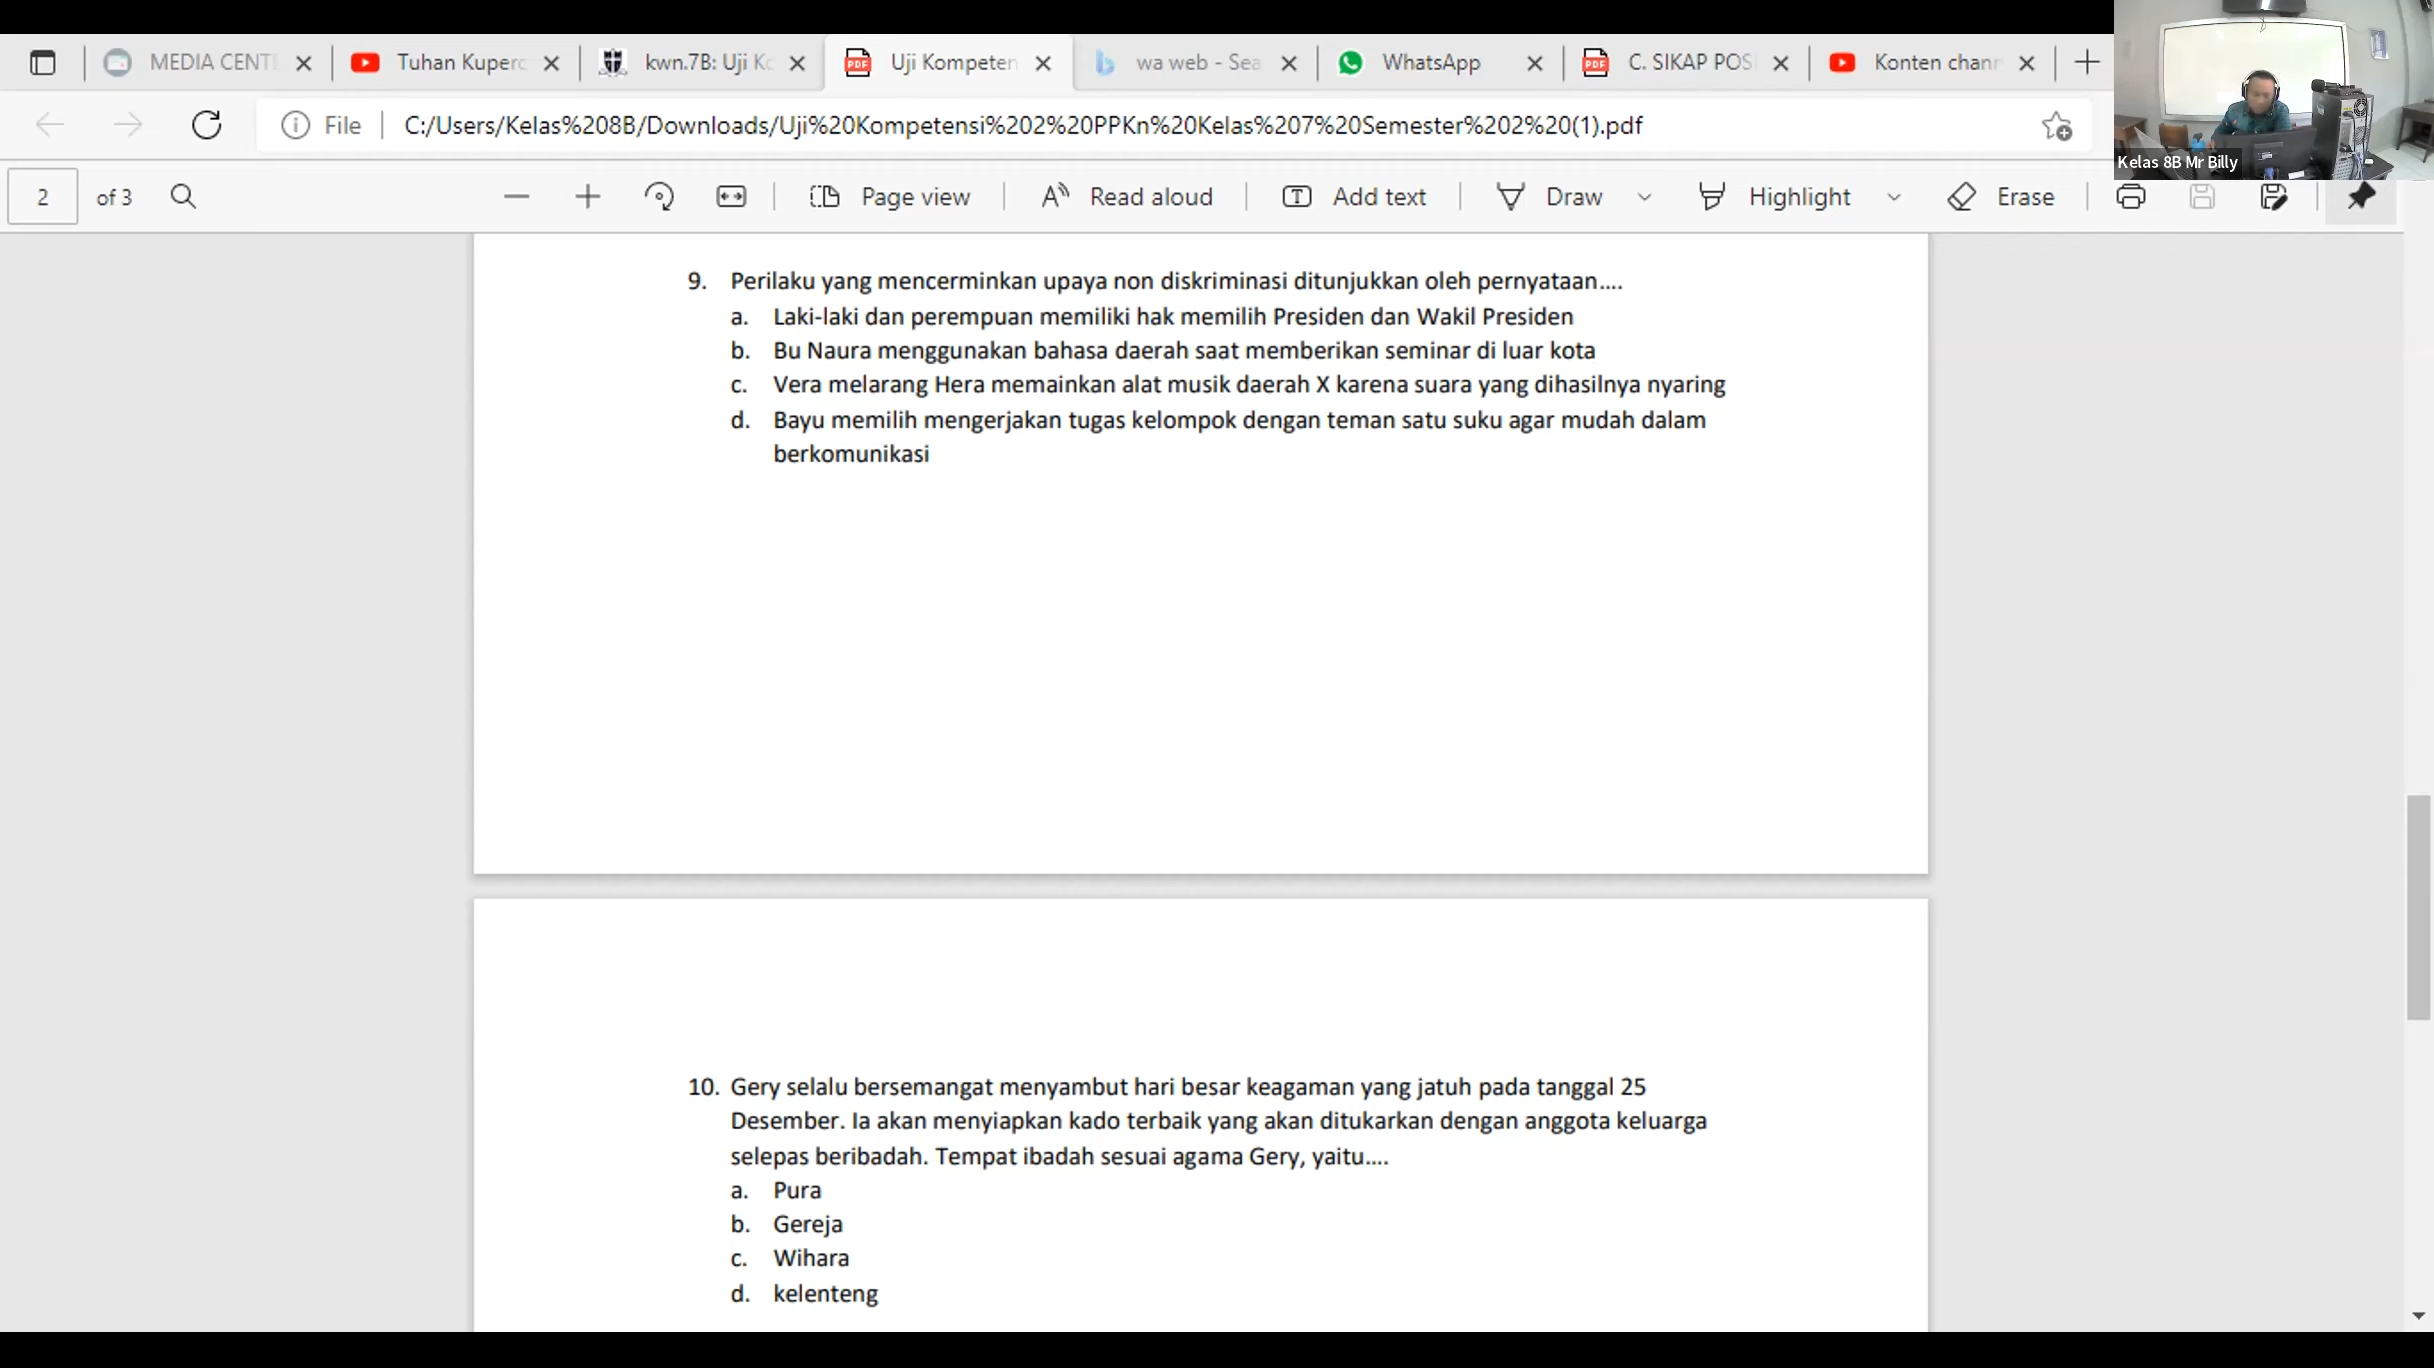 MEDIA CENT
Tuhan Kuperc
kwn.7B: Uji Ko
Uji Kompeten
wa web - Sea
WhatsApp
C. SIKAP POS
Konten chann
File
C:/Users/Kelas%208B/Downloads/Uji%20Kompetensi%202%20PPKn%20Kelas%207%20Semester%202%20(1).pdf
Kelas 8B Mr Billy
2 of 3
Page view
Read aloud
Add text
Draw
Highlight
Erase
9. Perilaku yang mencerminkan upaya non diskriminasi ditunjukkan oleh pernyataan....
a. Laki-laki dan perempuan memiliki hak memilih Presiden dan Wakil Presiden
b. Bu Naura menggunakan bahasa daerah saat memberikan seminar di luar kota
c. Vera melarang Hera memainkan alat musik daerah X karena suara yang dihasilnya nyaring
d. Bayu memilih mengerjakan tugas kelompok dengan teman satu suku agar mudah dalam
berkomunikasi
10. Gery selalu bersemangat menyambut hari besar keagaman yang jatuh pada tanggal 25
Desember. Ia akan menyiapkan kado terbaik yang akan ditukarkan dengan anggota keluarga
selepas beribadah. Tempat ibadah sesuai agama Gery, yaitu....
a. Pura
b. Gereja
c. Wihara
d. kelenteng